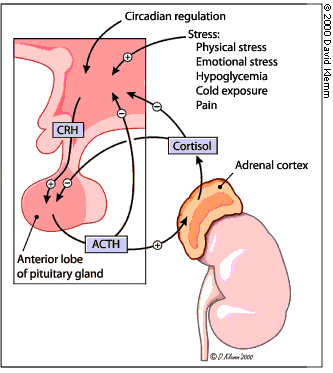 Circadian regulation
Stress:
Physical stress
Emotional stress
Hypoglycemia
Cold exposure
Pain
+
−
−
CRH
Cortisol
+
−
Adrenal cortex
ACTH
+
Anterior lobe
of pituitary gland
© D. Klemm 2000
© 2000 David Klemm